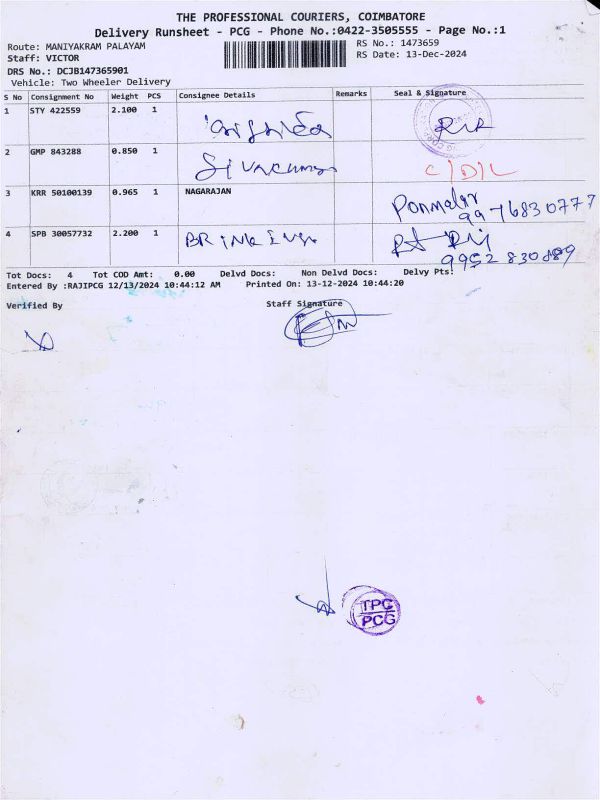 THE PROFESSIONAL COURIERS, COIMBATORE
Delivery Runsheet - PCG - Phone No.:0422-3505555 - Page No.:1
Route: MANIYAKRAM PALAYAM RS No.: 1473659
Staff: VICTOR RS Date: 13-Dec-2024
DRS No.: DCJB147365901
Vehicle: Two Wheeler Delivery
S No Consignment No Weight PCS Consignee Details Remarks Seal & Signature
1 STY 422559 2.100 1
2 GMP 843288 0.850 1 C/D/L
3 KRR 50100139 0.965 1 NAGARAJAN Ponmalar
9976830777
4 SPB 30057732 2.200 1
9952830889
Tot Docs: 4 Tot COD Amt: 0.00 Delvd Docs: Non Delvd Docs: Delvy Pts:
Entered By :RAJIPCG 12/13/2024 10:44:12 AM Printed On: 13-12-2024 10:44:20
Verified By Staff Signature
TPC
PCG